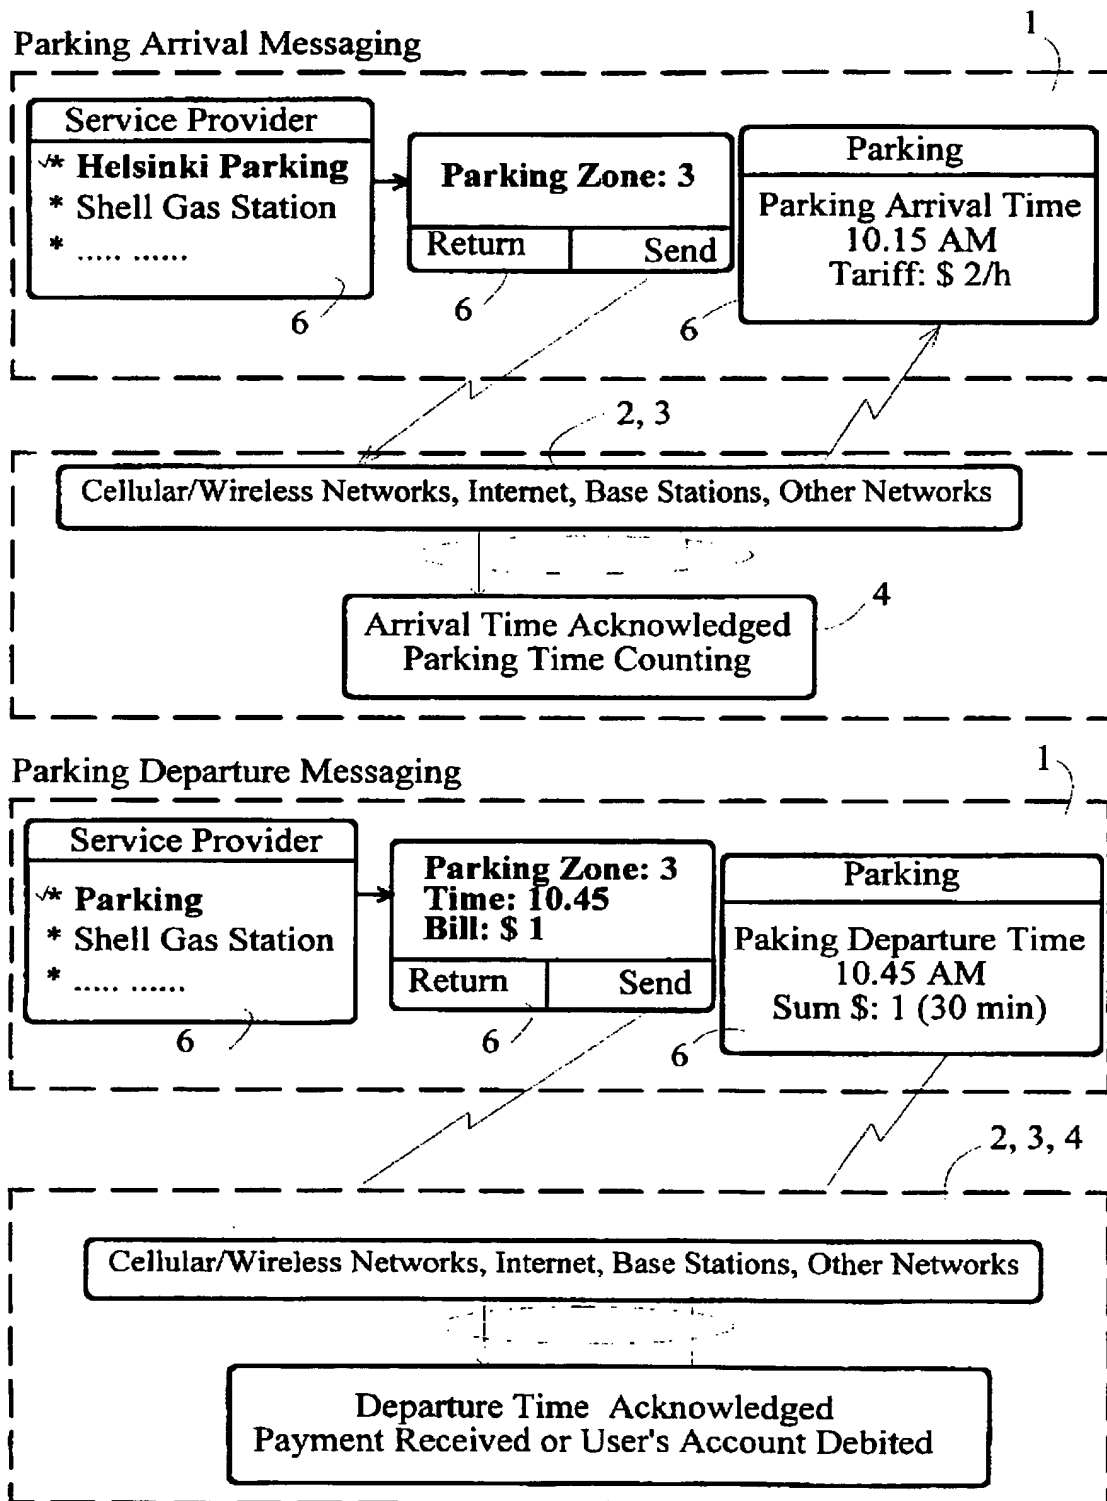 1
Parking Arrival Messaging
Service Provider
* Helsinki Parking
* Shell Gas Station
* ..... ......
6
Parking Zone: 3
Return
Send
6
Parking
Parking Arrival Time
10.15 AM
Tariff: $ 2/h
6
2, 3
Cellular/Wireless Networks, Internet, Base Stations, Other Networks
4
Arrival Time Acknowledged
Parking Time Counting
Parking Departure Messaging
1
Service Provider
* Parking
* Shell Gas Station
* ..... ......
6
Parking Zone: 3
Time: 10.45
Bill: $ 1
Return
Send
6
Parking
Paking Departure Time
10.45 AM
Sum $: 1 (30 min)
6
2, 3, 4
Cellular/Wireless Networks, Internet, Base Stations, Other Networks
Departure Time Acknowledged
Payment Received or User's Account Debited